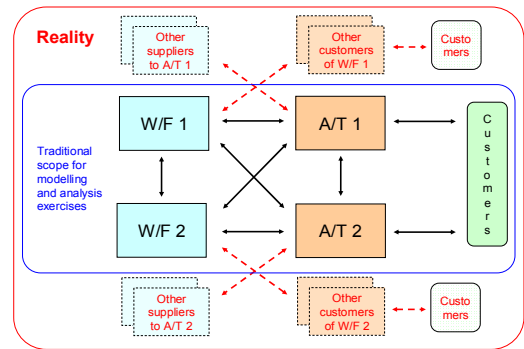 Reality
Other
suppliers
to A/T 1
Other
customers
of W/F 1
Custo
mers
W/F 1
A/T 1
Traditional
scope for
modelling
and analysis
exercises
W/F 2
A/T 2
C
u
s
t
o
m
e
r
s
Other
suppliers
to A/T 2
Other
customers
of W/F 2
Custo
mers